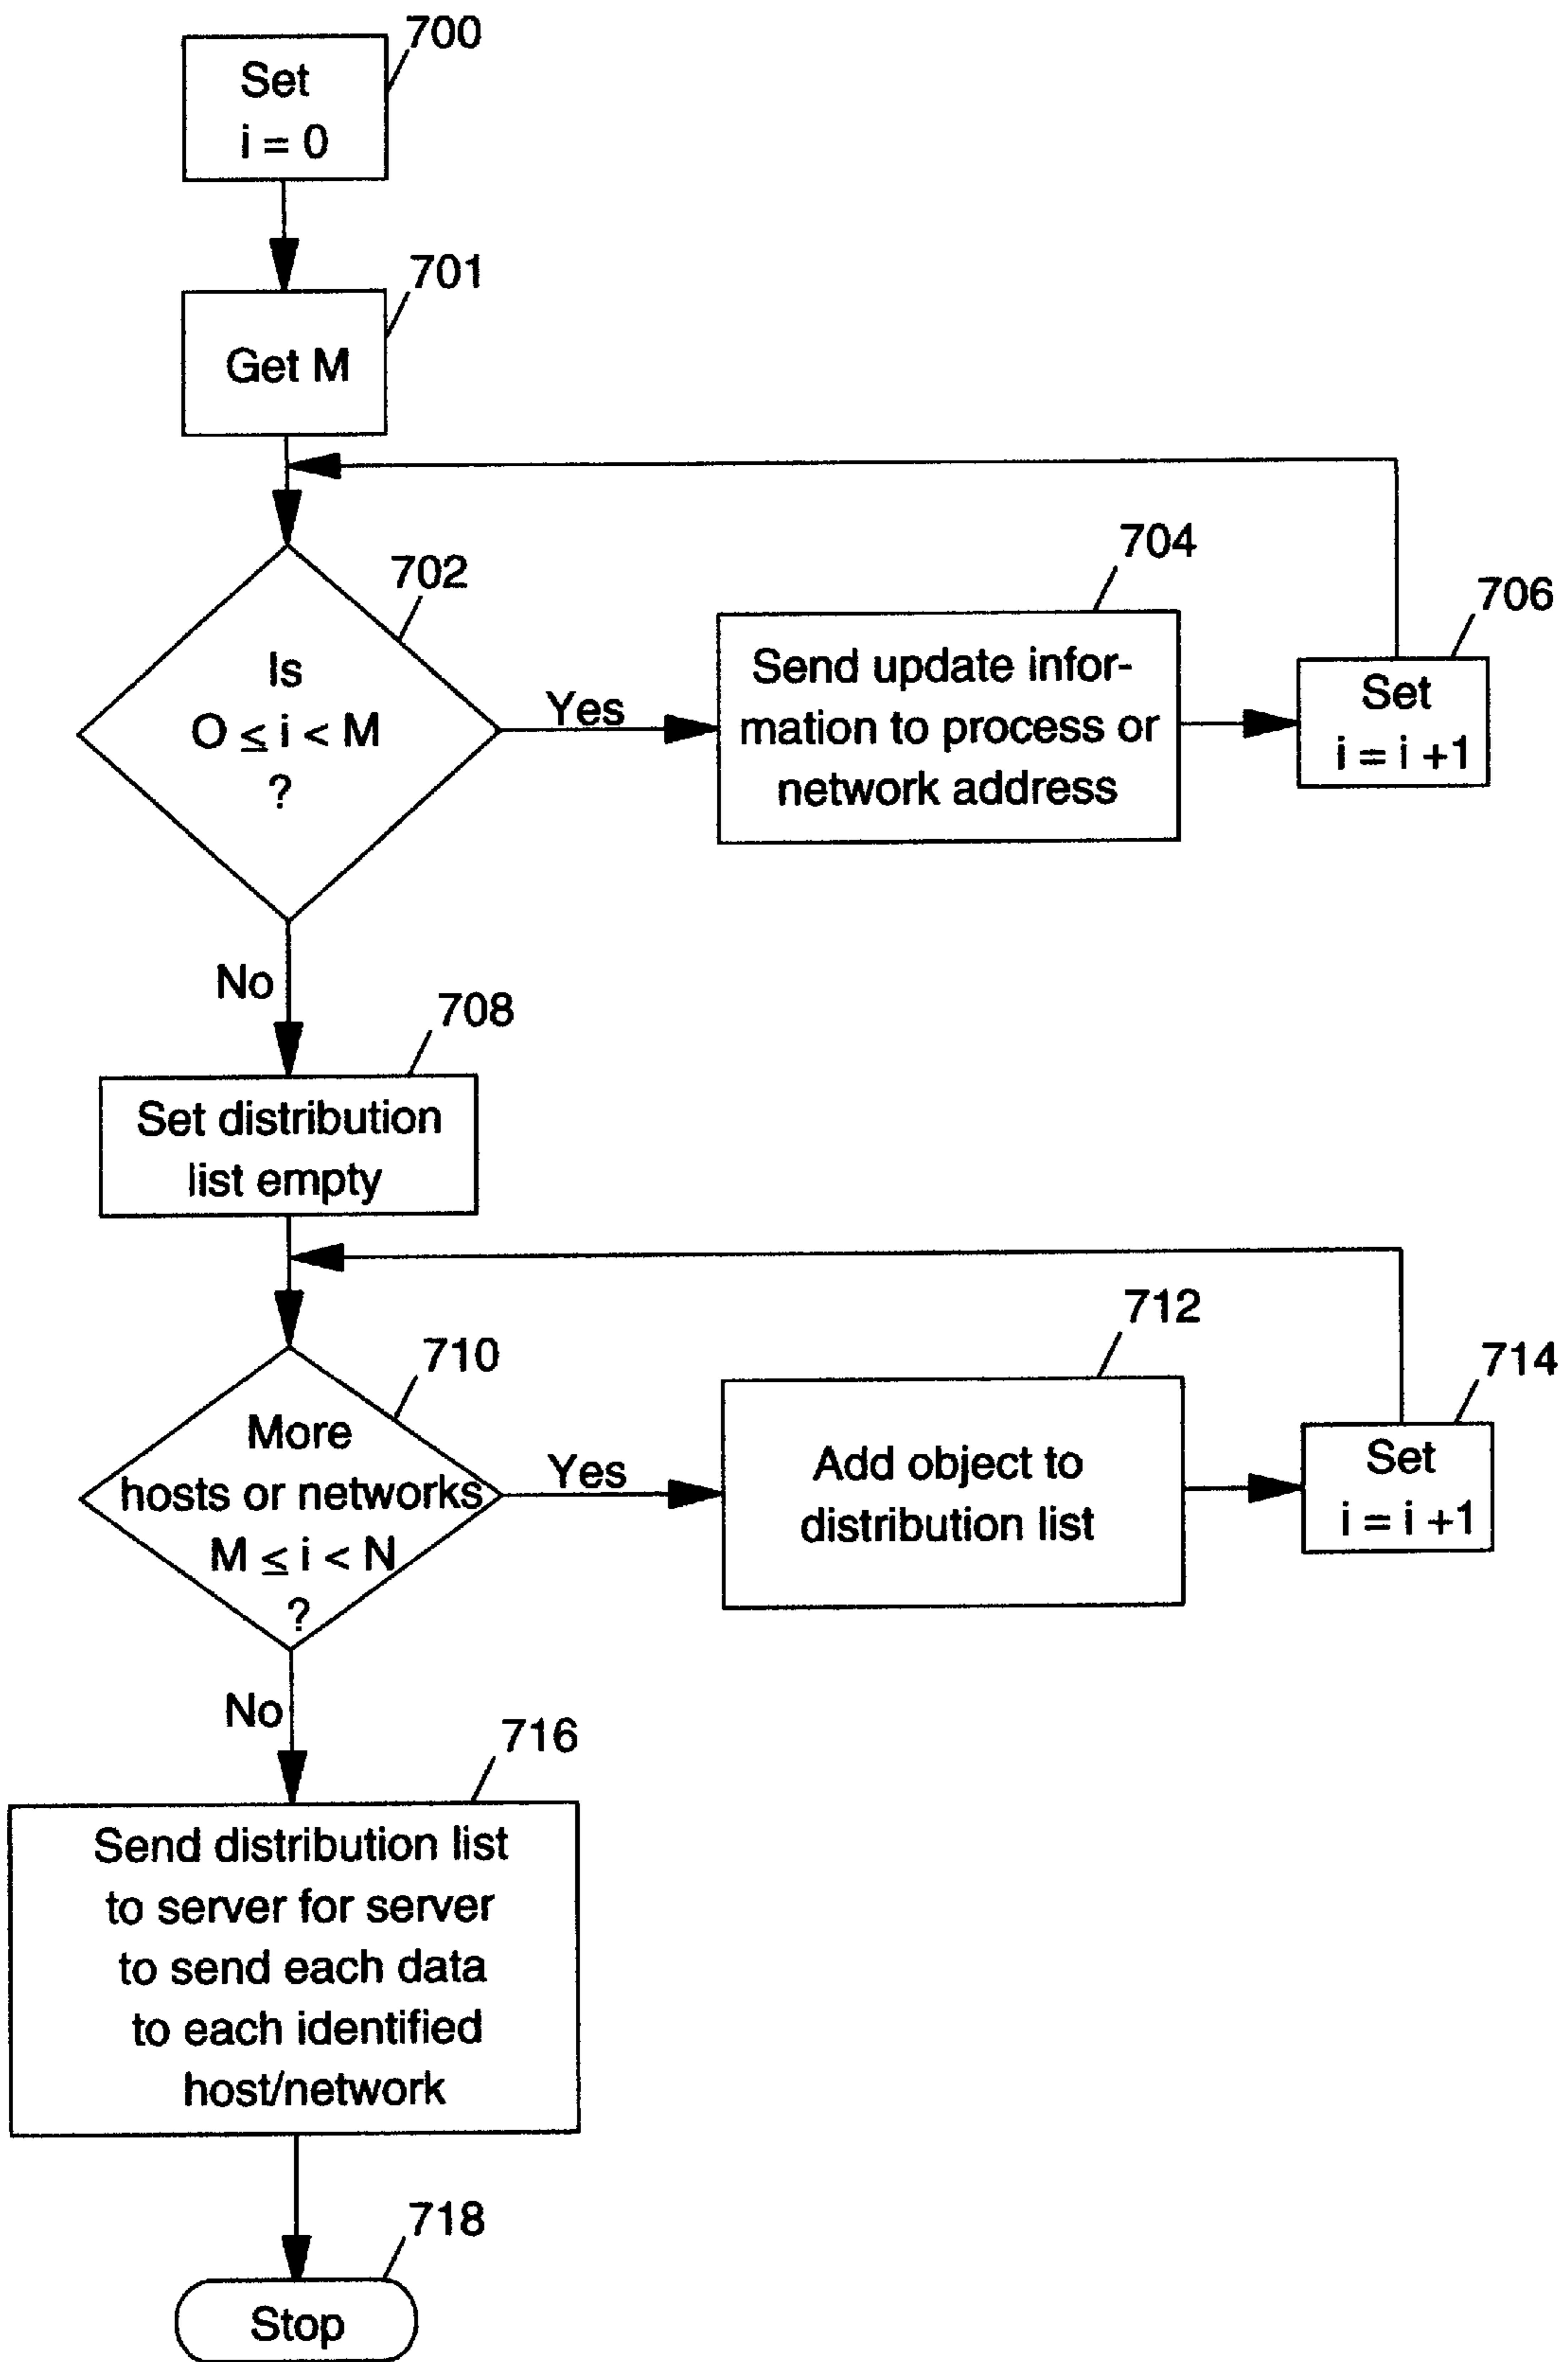 700
Set
i = 0
701
Get M
702
Is
O ≤ i < M
?
Yes
704
Send update infor-
mation to process or
network address
706
Set
i = i +1
No
708
Set distribution
list empty
710
More
hosts or networks
M ≤ i < N
?
Yes
712
Add object to
distribution list
714
Set
i = i +1
No
716
Send distribution list
to server for server
to send each data
to each identified
host/network
718
Stop